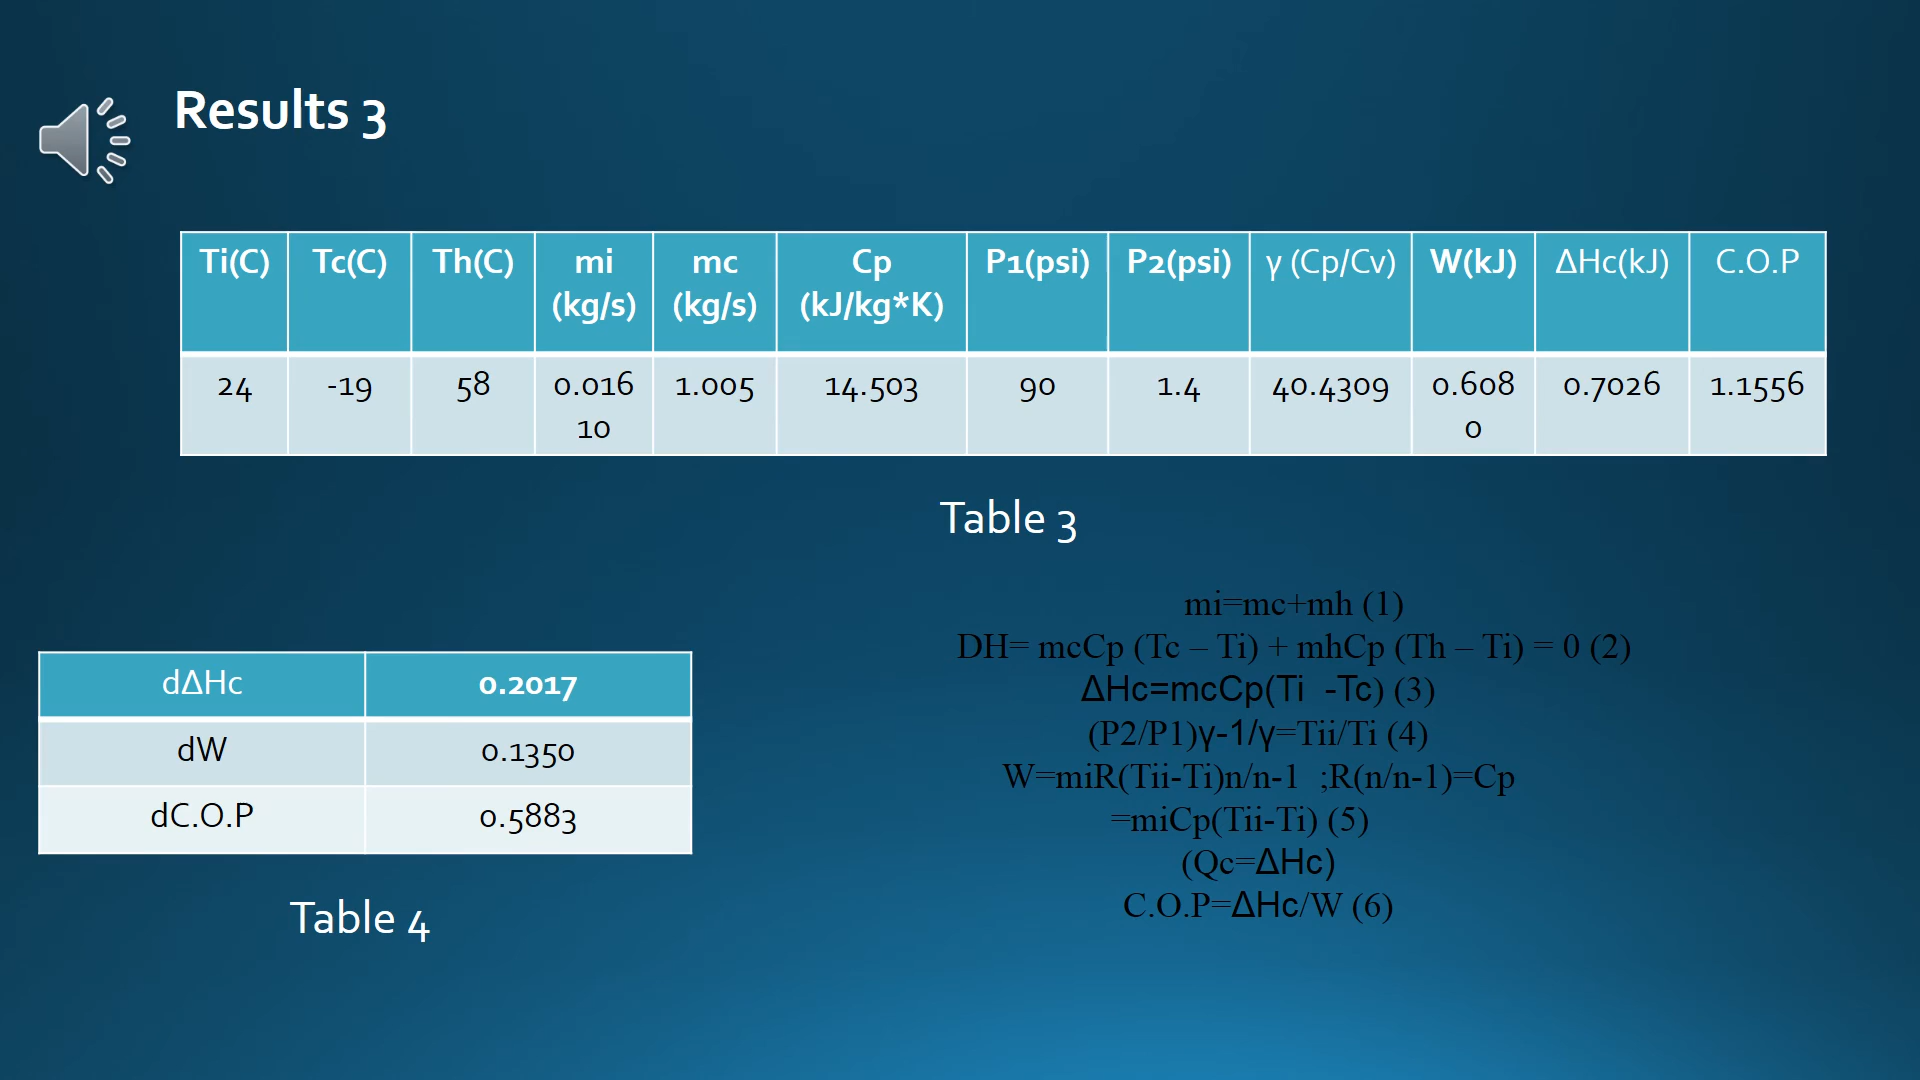 Results 3
Ti(C) Tc(C) Th(C) mi mc Cp P1(psi) P2(psi) γ (Cp/Cv) W(kJ) ΔHc(kJ) C.O.P
(kg/s) (kg/s) (kJ/kg*K)
24 -19 58 0.016 1.005 14.503 90 1.4 40.4309 0.608 0.7026 1.1556
10 0
Table 3
mi=mc+mh (1)
DH= mcCp (Tc – Ti) + mhCp (Th – Ti) = 0 (2)
ΔHc=mcCp(Ti -Tc) (3)
(P2/P1)γ-1/γ=Tii/Ti (4)
W=miR(Tii-Ti)n/n-1 ;R(n/n-1)=Cp
=miCp(Tii-Ti) (5)
(Qc=ΔHc)
C.O.P=ΔHc/W (6)
dΔHc 0.2017
dW 0.1350
dC.O.P 0.5883
Table 4